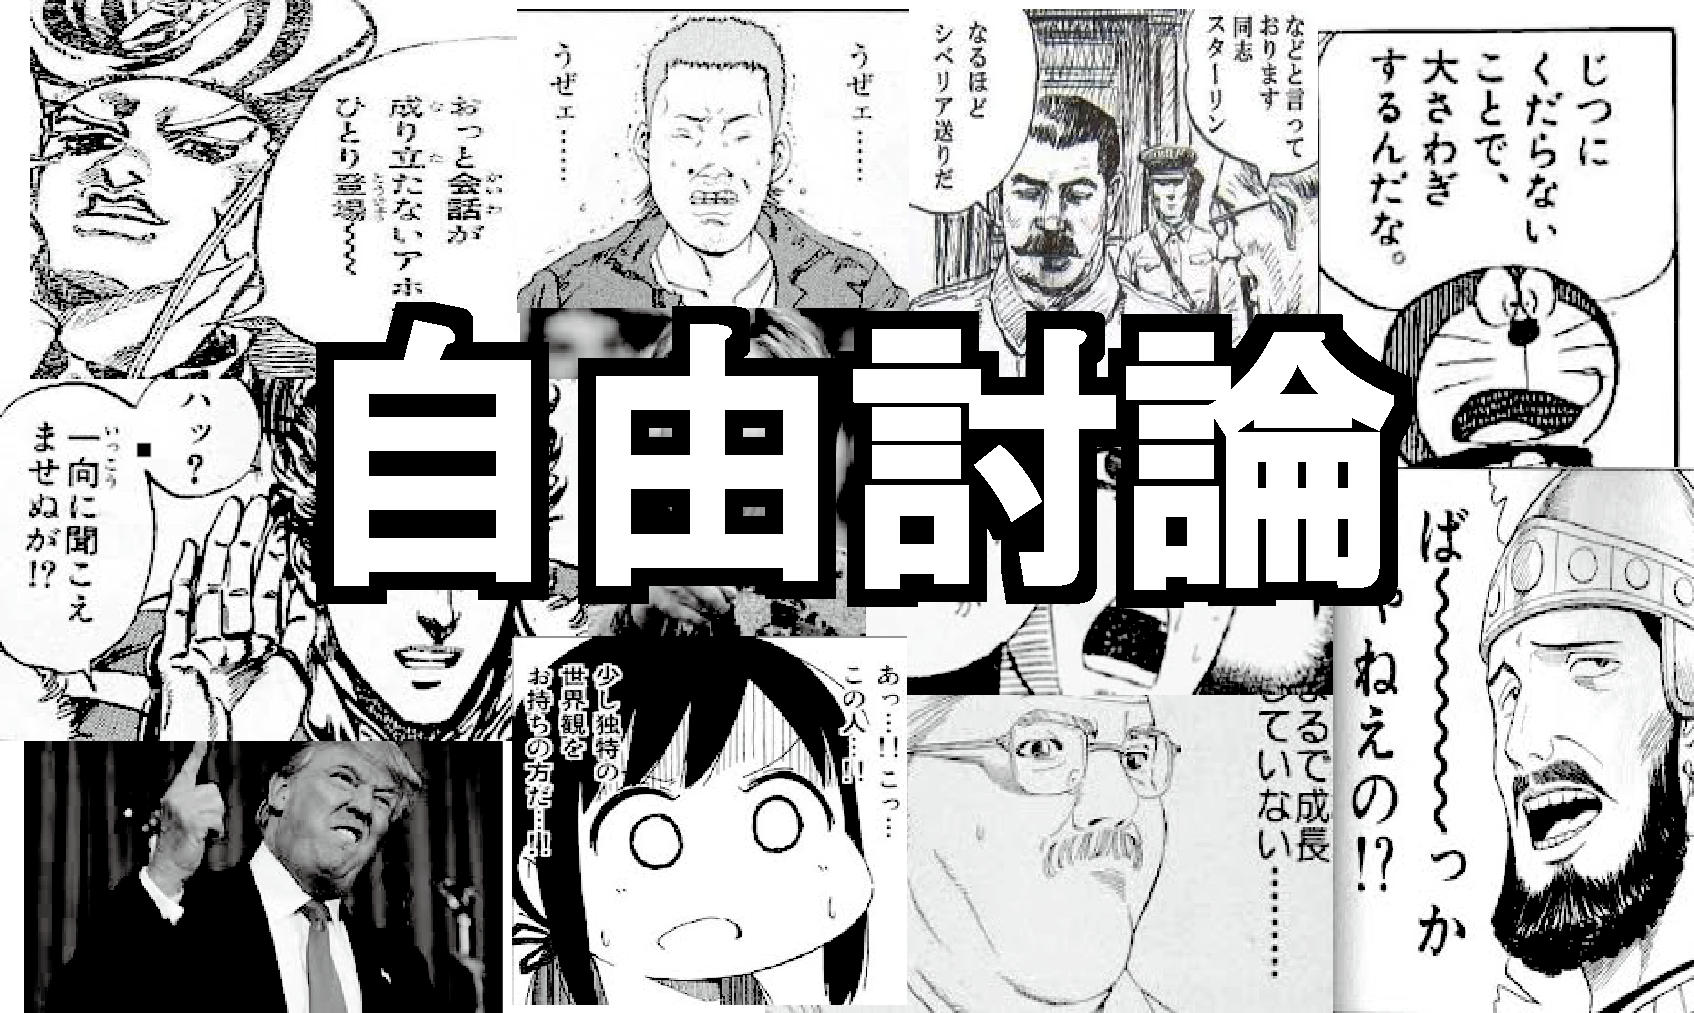 おっと会話が
成り立たないアホ
ひとり登場〜〜〜
うぜェ……
うぜェ……
などと言って
おります
同志
スターリン
なるほど
シベリア送りだ
じつに
くだらない
ことで、
大さわぎ
するんだな。
自由討論
ハッ?
一向に聞こえ
ませぬが!?
あっ…!!こっ…
この人…!!
少し独特の
世界観を
お持ちの方だ…!!
るで成長
していない…………
ば〜〜〜〜っか
ゃねえの!?